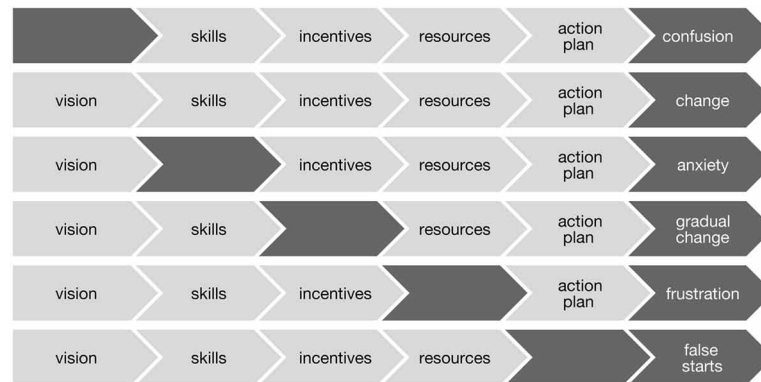 skills incentives resources action plan confusion
vision skills incentives resources action plan change
vision incentives resources action plan anxiety
vision skills resources action plan gradual change
vision skills incentives action plan frustration
vision skills incentives resources false starts